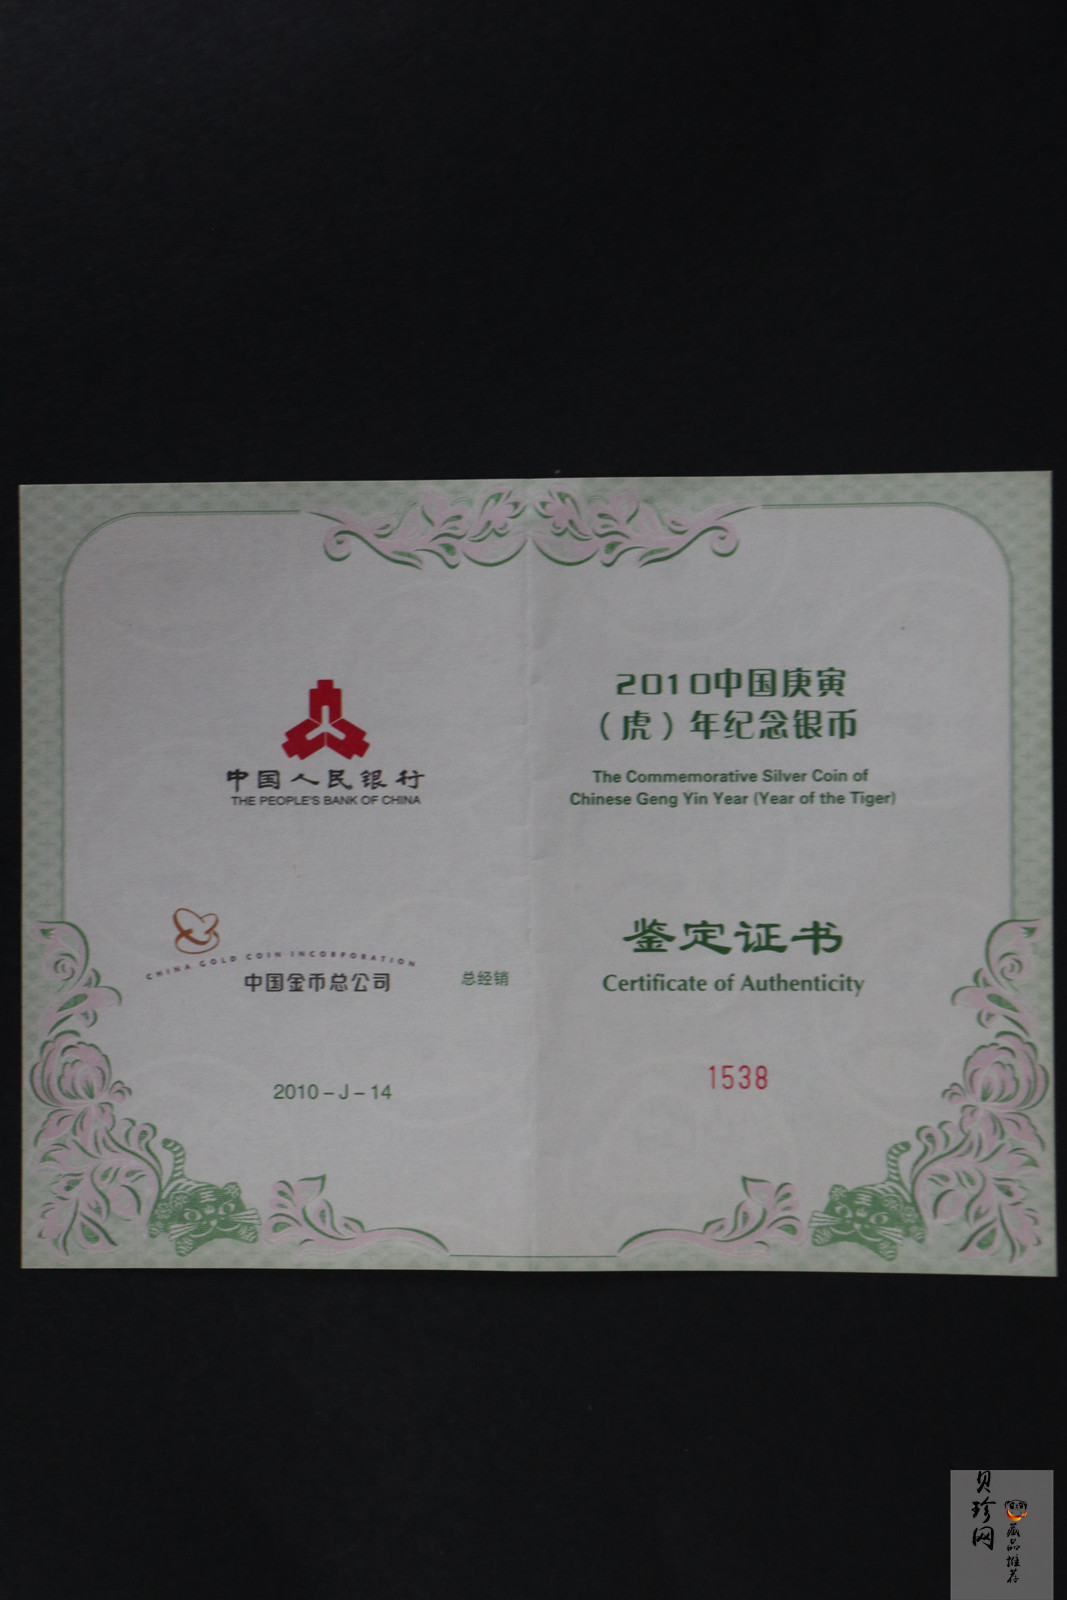 中国人民银行
THE PEOPLE'S BANK OF CHINA
CHINA GOLD COIN INCORPORATION
中国金币总公司 总经销
2010-J-14
2010中国庚寅
(虎)年纪念银币
The Commemorative Silver Coin of
Chinese Geng Yin Year (Year of the Tiger)
鉴定证书
Certificate of Authenticity
1538
王
王
贝珍网
藏品推荐